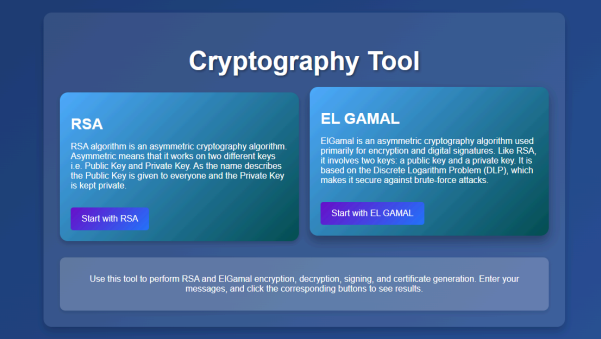 Cryptography Tool
RSA
RSA algorithm is an asymmetric cryptography algorithm.
Asymmetric means that it works on two different keys
i.e. Public Key and Private Key. As the name describes
the Public Key is given to everyone and the Private Key
is kept private.
Start with RSA
EL GAMAL
ElGamal is an asymmetric cryptography algorithm used
primarily for encryption and digital signatures. Like RSA,
it involves two keys: a public key and a private key. It is
based on the Discrete Logarithm Problem (DLP), which
makes it secure against brute-force attacks.
Start with EL GAMAL
Use this tool to perform RSA and ElGamal encryption, decryption, signing, and certificate generation. Enter your
messages, and click the corresponding buttons to see results.